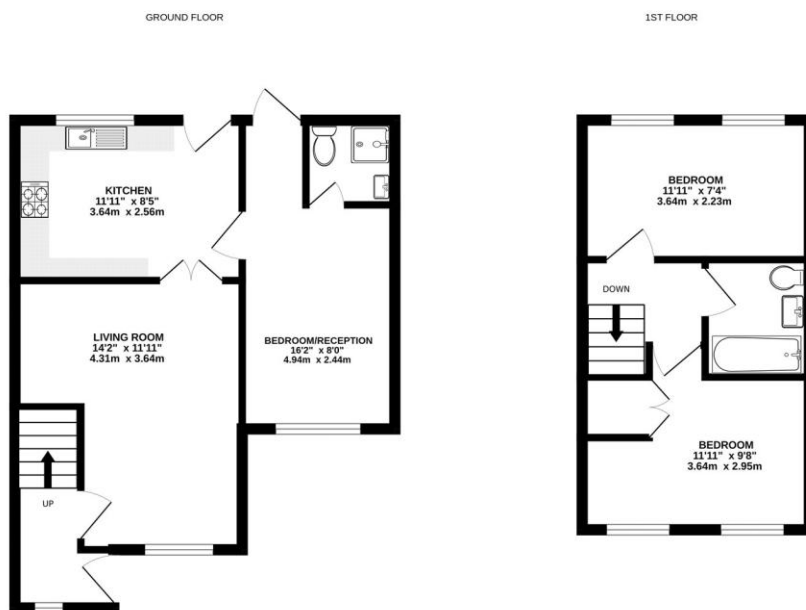 GROUND FLOOR
1ST FLOOR
KITCHEN
11'11" x 8'5"
3.64m x 2.56m
LIVING ROOM
14'2" x 11'11"
4.31m x 3.64m
BEDROOM/RECEPTION
16'2" x 8'0"
4.94m x 2.44m
UP
BEDROOM
11'11" x 7'4"
3.64m x 2.23m
DOWN
BEDROOM
11'11" x 9'8"
3.64m x 2.95m